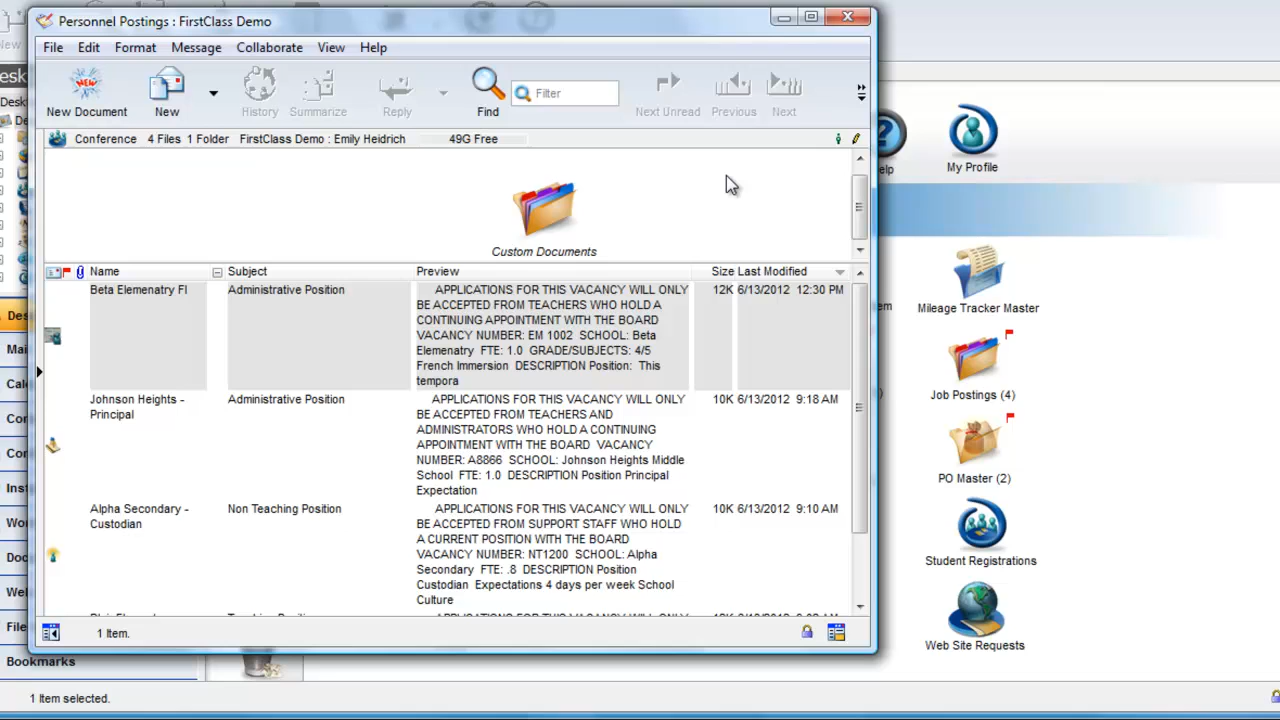 Personnel Postings : FirstClass Demo
File Edit Format Message Collaborate View Help
NEW
New Document New History Summarize Reply Find Filter Next Unread Previous Next
Conference 4 Files 1 Folder FirstClass Demo : Emily Heidrich 49G Free
Custom Documents
Name Subject Preview Size Last Modified
Beta Elemenatry FI Administrative Position APPLICATIONS FOR THIS VACANCY WILL ONLY 12K 6/13/2012 12:30 PM
BE ACCEPTED FROM TEACHERS WHO HOLD A
CONTINUING APPOINTMENT WITH THE BOARD
VACANCY NUMBER: EM 1002 SCHOOL: Beta
Elemenatry FTE: 1.0 GRADE/SUBJECTS: 4/5
French Immersion DESCRIPTION Position: This
tempora
Johnson Heights - Administrative Position APPLICATIONS FOR THIS VACANCY WILL ONLY 10K 6/13/2012 9:18 AM
Principal BE ACCEPTED FROM TEACHERS AND
ADMINISTRATORS WHO HOLD A CONTINUING
APPOINTMENT WITH THE BOARD VACANCY
NUMBER: A8866 SCHOOL: Johnson Heights Middle
School FTE: 1.0 DESCRIPTION Position Principal
Expectation
Alpha Secondary - Non Teaching Position APPLICATIONS FOR THIS VACANCY WILL ONLY 10K 6/13/2012 9:10 AM
Custodian BE ACCEPTED FROM SUPPORT STAFF WHO HOLD
A CURRENT POSITION WITH THE BOARD
VACANCY NUMBER: NT1200 SCHOOL: Alpha
Secondary FTE: .8 DESCRIPTION Position
Custodian Expectations 4 days per week School
Culture
1 Item.
Bookmarks
1 Item selected.
My Profile
Mileage Tracker Master
Job Postings (4)
PO Master (2)
Student Registrations
Web Site Requests